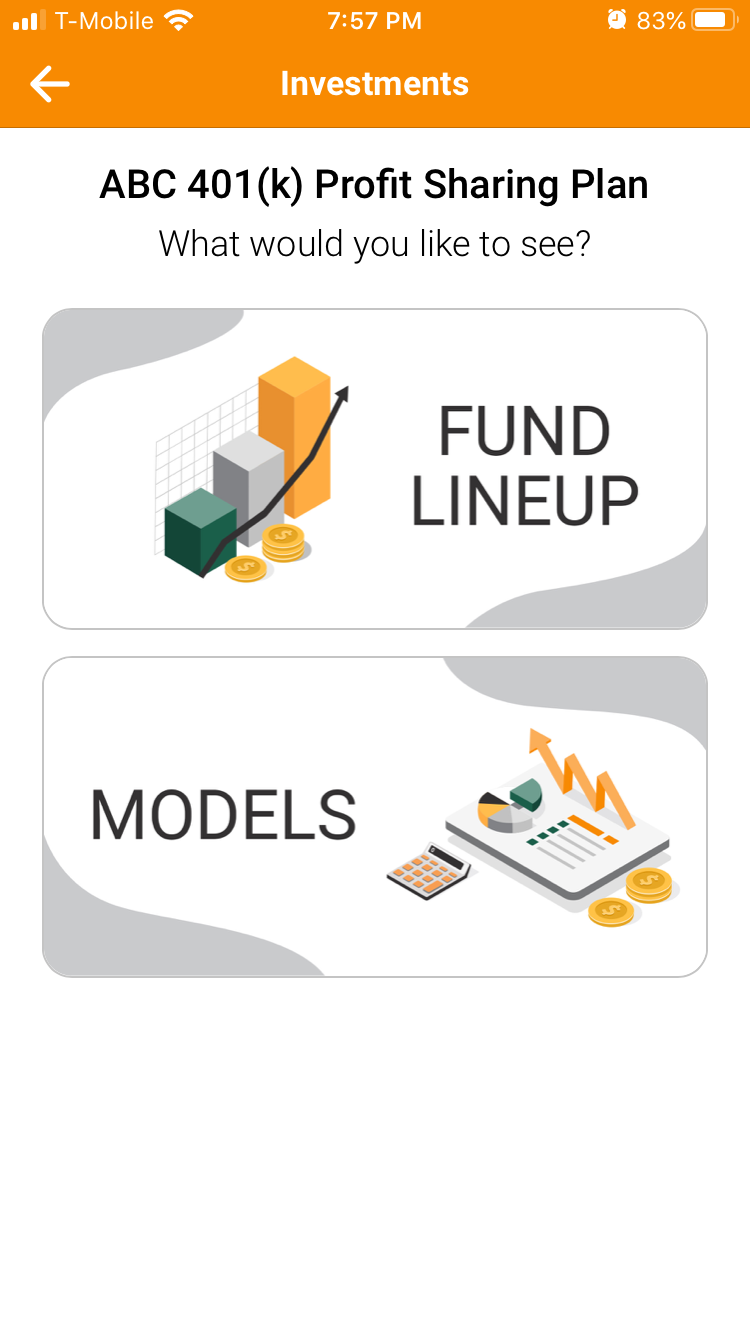 T-Mobile 7:57 PM 83%
Investments
ABC 401(k) Profit Sharing Plan
What would you like to see?
FUND
LINEUP
MODELS